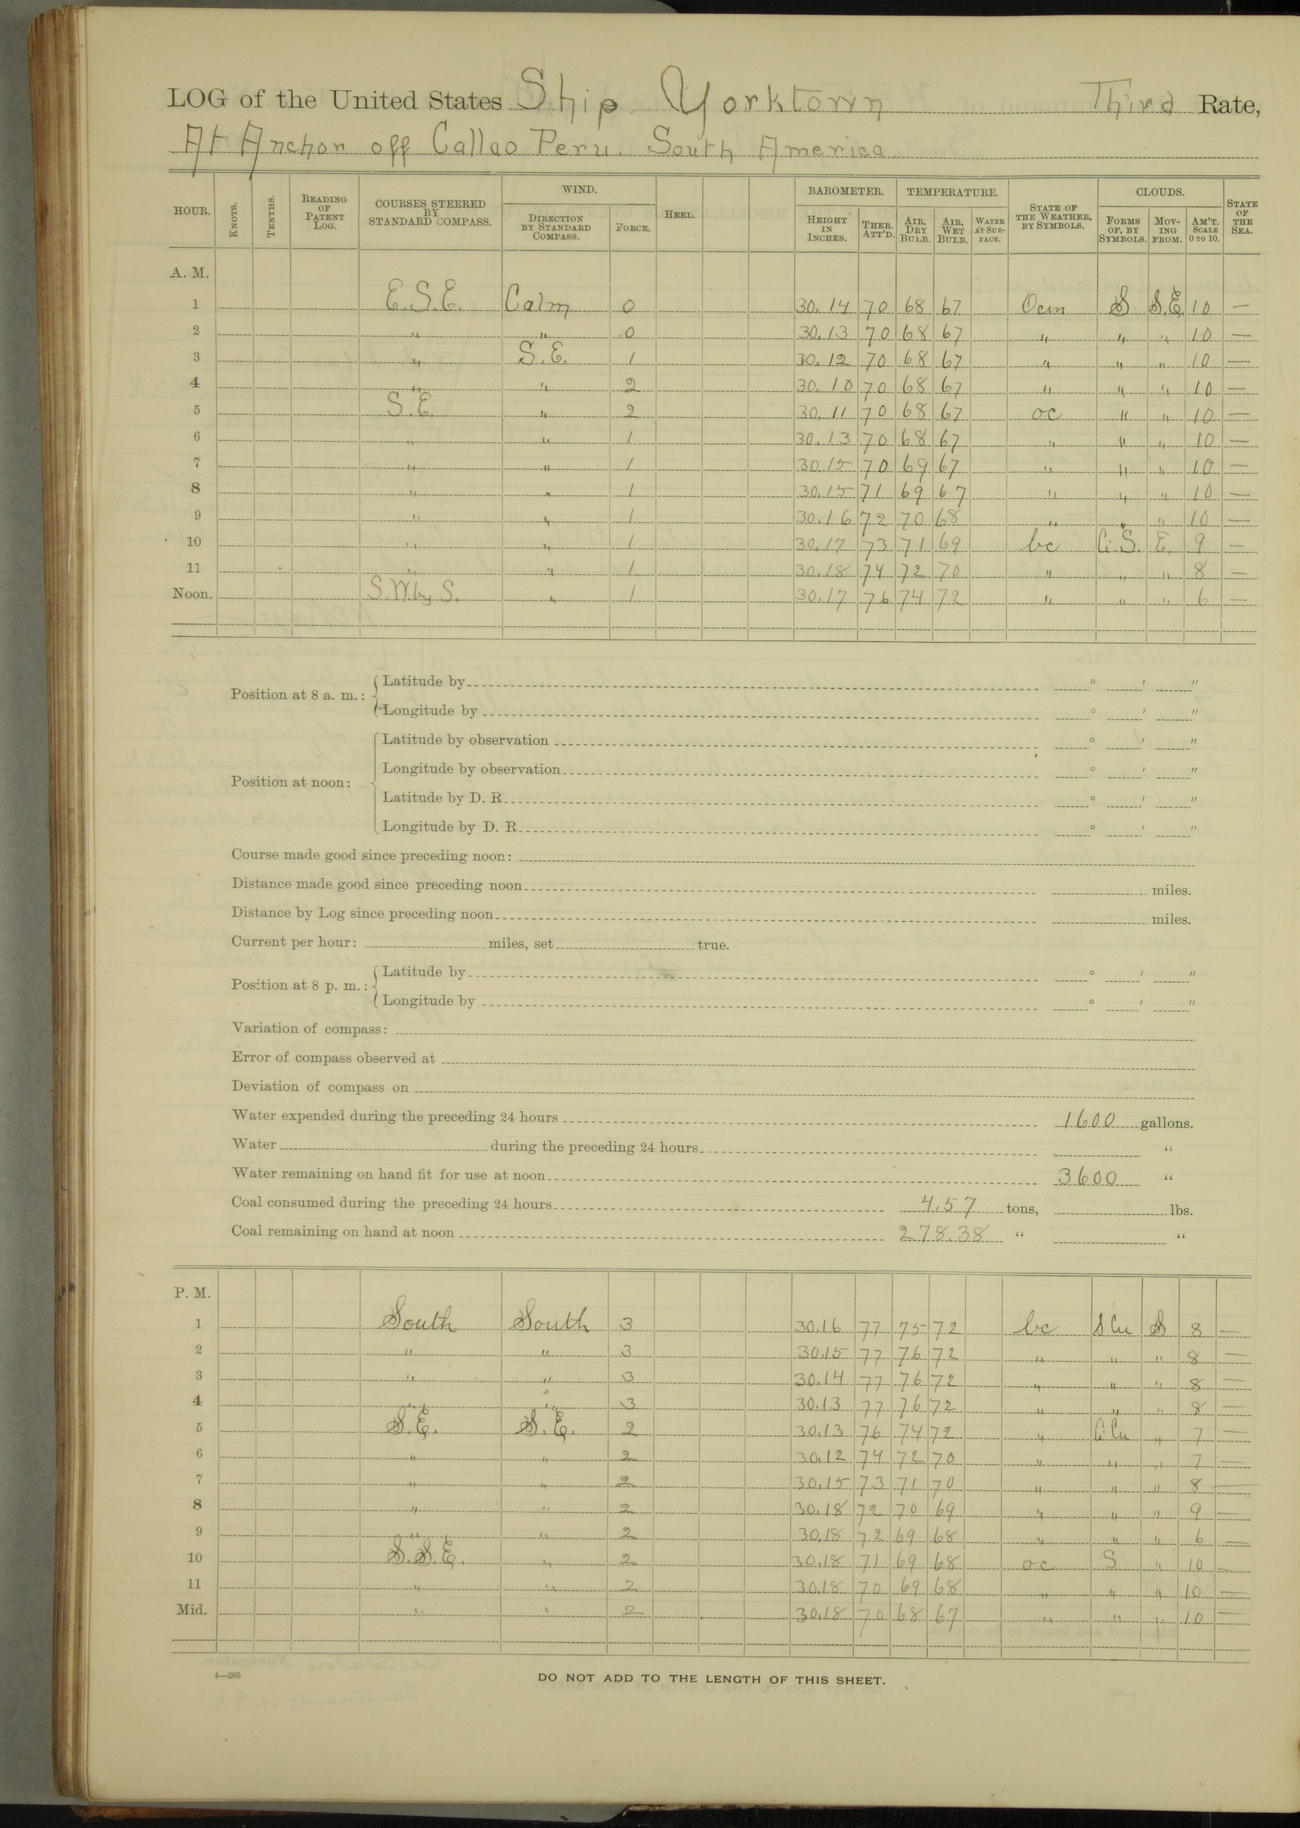 LOG of the United States Ship Yorktown Third Rate,
At Anchor off Callao Peru. South America
HOUR. KNOTS. TENTHS. READING OF PATENT LOG. COURSES STEERED BY STANDARD COMPASS. WIND. DIRECTION BY STANDARD COMPASS. FORCE. HEEL. BAROMETER. HEIGHT IN INCHES. THER. ATT'D. TEMPERATURE. AIR, DRY BULB. AIR, WET BULB. WATER AT SUR-FACE. STATE OF THE WEATHER, BY SYMBOLS. CLOUDS. FORMS OF, BY SYMBOLS. MOV-ING FROM. AM'T. SCALE 0 TO 10. STATE OF THE SEA.
A. M.
1 E.S.E. Calm 0 30.14 70 68 67 Ocm S S.E. 10 —
2 " " 0 30.13 70 68 67 " " " 10 —
3 " S.E. 1 30.12 70 68 67 " " " 10 —
4 " " 2 30.10 70 68 67 " " " 10 —
5 S.E. " 2 30.11 70 68 67 oc " " 10 —
6 " " 1 30.13 70 68 67 " " " 10 —
7 " " 1 30.15 70 69 67 " " " 10 —
8 " " 1 30.15 71 69 67 " " " 10 —
9 " " 1 30.16 72 70 68 " " " 10 —
10 " " 1 30.17 73 71 69 bc Ci.S. E. 9 —
11 " " 1 30.18 74 72 70 " " " 8 —
Noon. S.W.by S. " 1 30.17 76 74 72 " " " 6 —
Position at 8 a. m.: Latitude by ° ′ ″
Longitude by ° ′ ″
Position at noon: Latitude by observation ° ′ ″
Longitude by observation ° ′ ″
Latitude by D. R. ° ′ ″
Longitude by D. R. ° ′ ″
Course made good since preceding noon:
Distance made good since preceding noon miles.
Distance by Log since preceding noon miles.
Current per hour: miles, set true.
Position at 8 p. m.: Latitude by ° ′ ″
Longitude by ° ′ ″
Variation of compass:
Error of compass observed at
Deviation of compass on
Water expended during the preceding 24 hours 1600 gallons.
Water during the preceding 24 hours "
Water remaining on hand fit for use at noon 3600 "
Coal consumed during the preceding 24 hours 4.57 tons, lbs.
Coal remaining on hand at noon 278.38 " "
P. M.
1 South South 3 30.16 77 75 72 bc S Cu S 8 —
2 " " 3 30.15 77 76 72 " " " 8 —
3 " " 3 30.14 77 76 72 " " " 8 —
4 " " 3 30.13 77 76 72 " " " 8 —
5 S.E. S.E. 2 30.13 76 74 72 " Ci.Cu " 7 —
6 " " 2 30.12 74 72 70 " " " 7 —
7 " " 2 30.15 73 71 70 " " " 8 —
8 " " 2 30.18 72 70 69 " " " 9 —
9 " " 2 30.18 72 69 68 " " " 6 —
10 S.S.E. " 2 30.18 71 69 68 oc S " 10 —
11 " " 2 30.18 70 69 68 " " " 10 —
Mid. " " 2 30.18 70 68 67 " " " 10 —
4—265
DO NOT ADD TO THE LENGTH OF THIS SHEET.